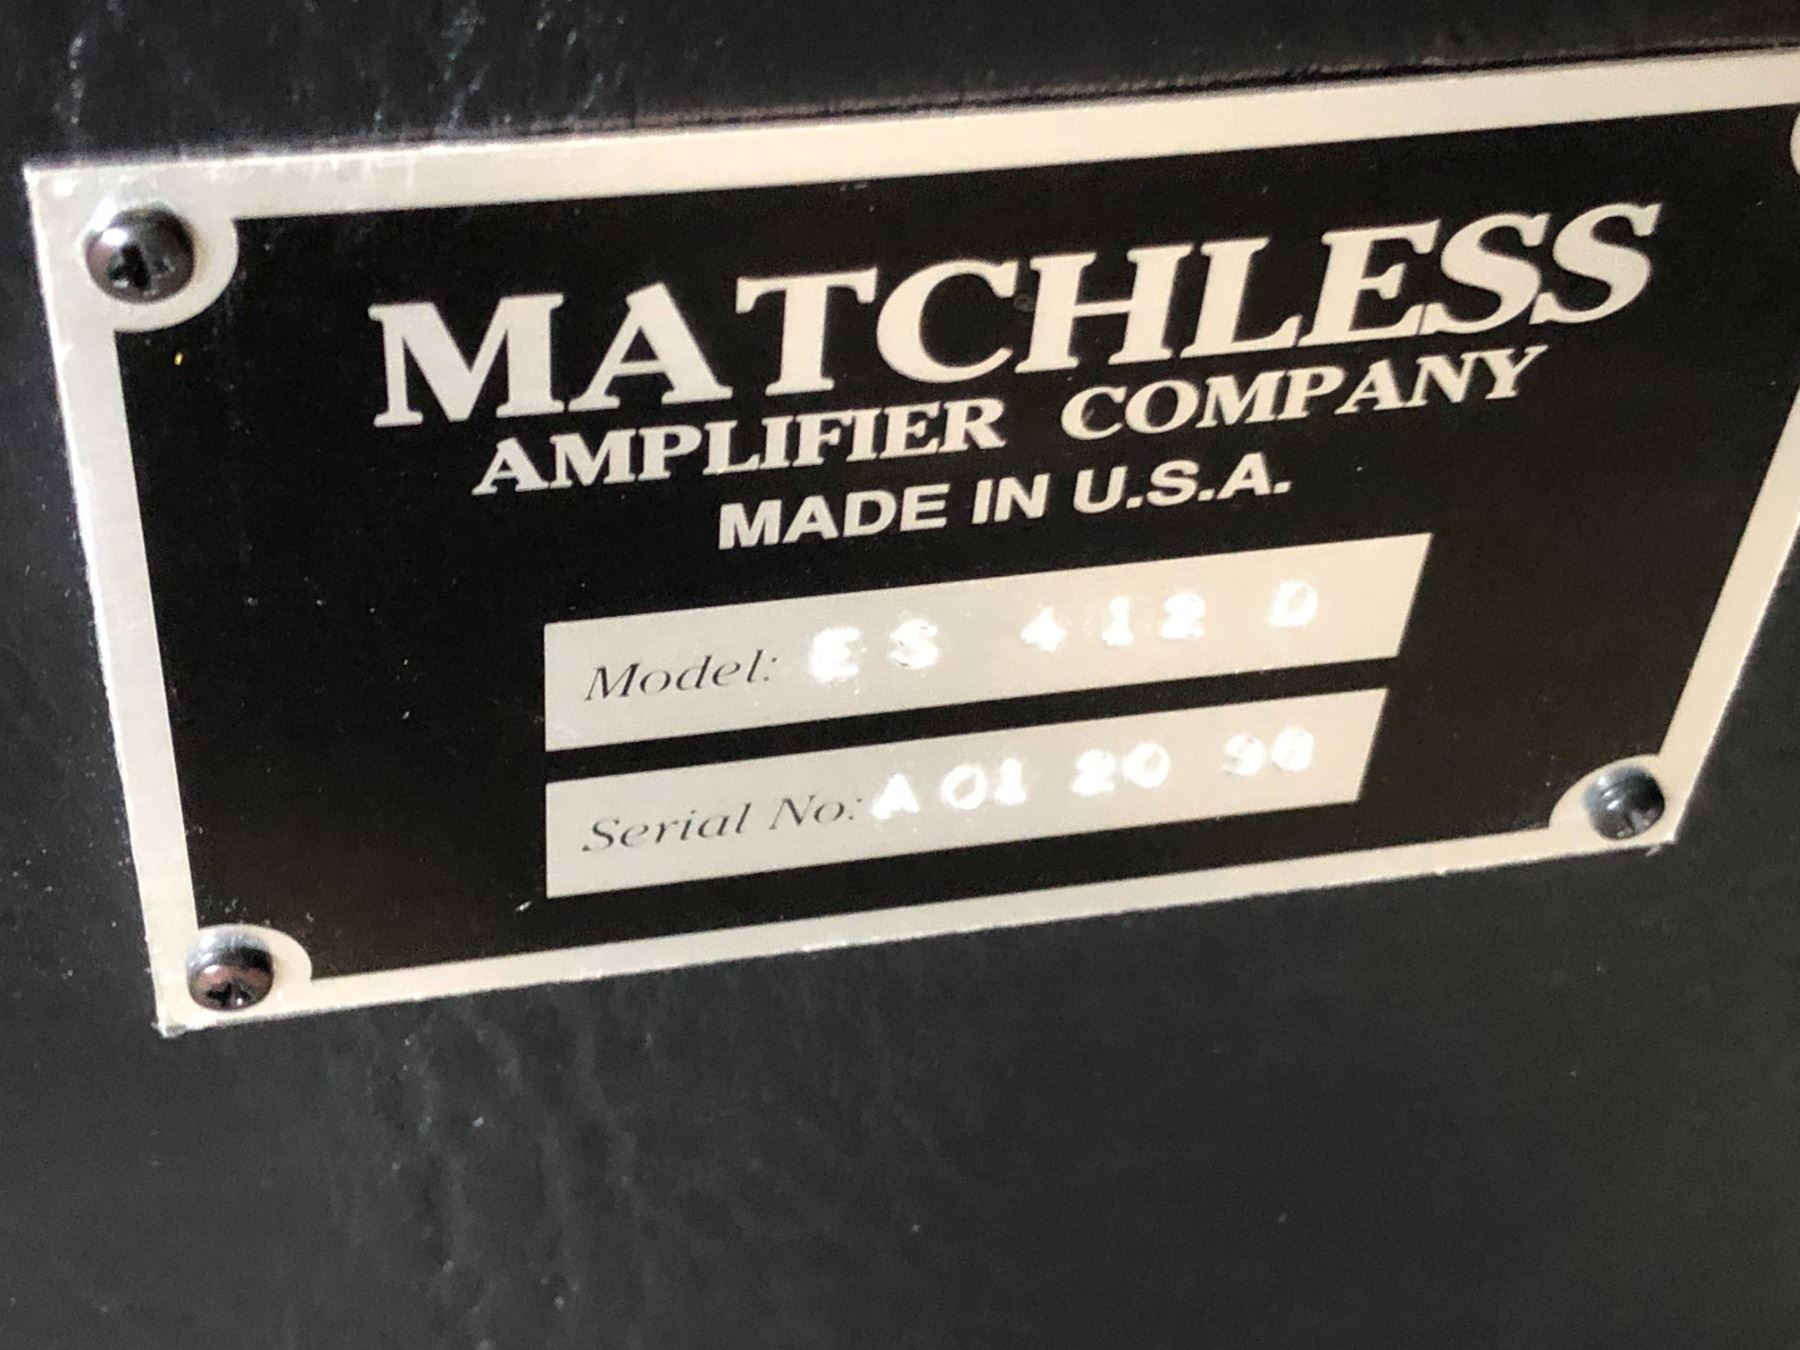 MATCHLESS
AMPLIFIER COMPANY
MADE IN U.S.A.
Model: ES 412 D
Serial No: A 01 20 96